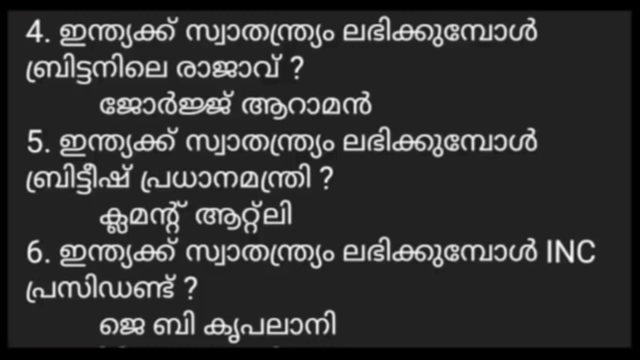 4. ഇന്ത്യക്ക് സ്വാതന്ത്ര്യം ലഭിക്കുമ്പോൾ
ബ്രിട്ടനിലെ രാജാവ് ?
ജോർജ്ജ് ആറാമൻ
5. ഇന്ത്യക്ക് സ്വാതന്ത്ര്യം ലഭിക്കുമ്പോൾ
ബ്രിട്ടീഷ് പ്രധാനമന്ത്രി ?
ക്ലമന്റ് ആറ്റ്ലി
6. ഇന്ത്യക്ക് സ്വാതന്ത്ര്യം ലഭിക്കുമ്പോൾ INC
പ്രസിഡണ്ട് ?
ജെ ബി കൃപലാനി